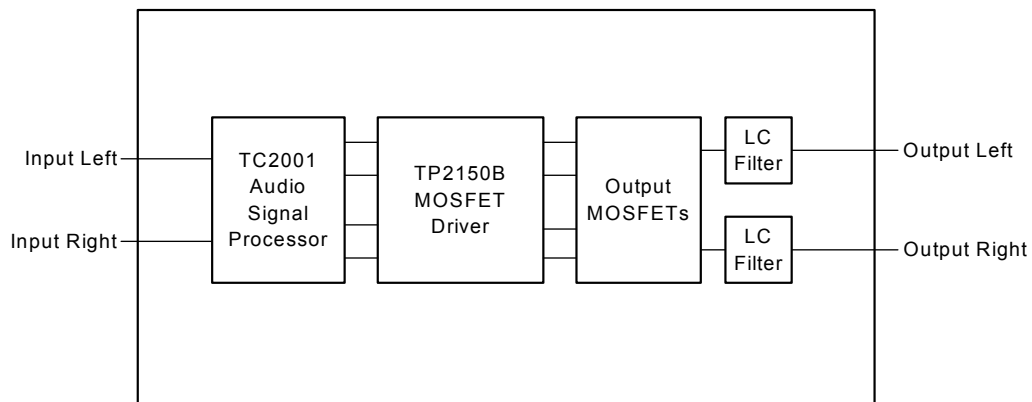 Input Left
Input Right
TC2001
Audio
Signal
Processor
TP2150B
MOSFET
Driver
Output
MOSFETs
LC
Filter
LC
Filter
Output Left
Output Right